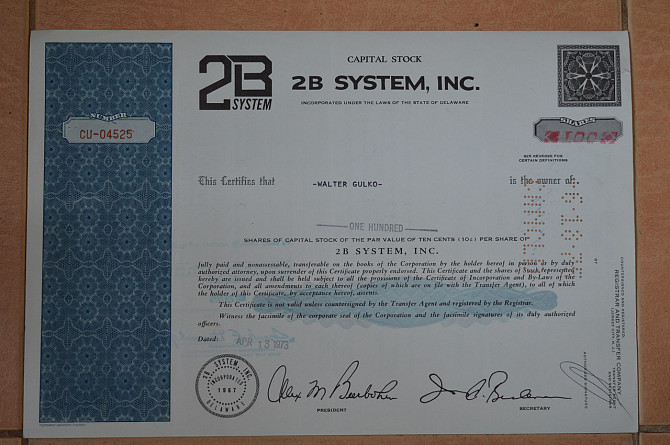 CAPITAL STOCK
2B
SYSTEM
2B SYSTEM, INC.
INCORPORATED UNDER THE LAWS OF THE STATE OF DELAWARE
NUMBER
CU-04525
SHARES
100
SEE REVERSE FOR
CERTAIN DEFINITIONS
This Certifies that
-WALTER GULKO-
is the owner of:
ONE HUNDRED
SHARES OF CAPITAL STOCK OF THE PAR VALUE OF TEN CENTS (10¢) PER SHARE OF
2B SYSTEM, INC.
fully paid and nonassessable, transferable on the books of the Corporation by the holder hereof in person or by duly
authorized attorney, upon surrender of this Certificate properly endorsed. This Certificate and the shares of Stock represented
hereby are issued and shall be held subject to all the provisions of the Certificate of Incorporation and By-Laws of the
Corporation, and all amendments to each thereof (copies of which are on file with the Transfer Agent), to all of which
the holder of this Certificate, by acceptance hereof, assents.
This Certificate is not valid unless countersigned by the Transfer Agent and registered by the Registrar.
Witness the facsimile of the corporate seal of the Corporation and the facsimile signatures of its duly authorized
officers.
Dated:
APR 13 1973
2B SYSTEM INC.
INCORPORATED
1967
DELAWARE
PRESIDENT
SECRETARY
COUNTERSIGNED AND REGISTERED:
REGISTRAR AND TRANSFER COMPANY